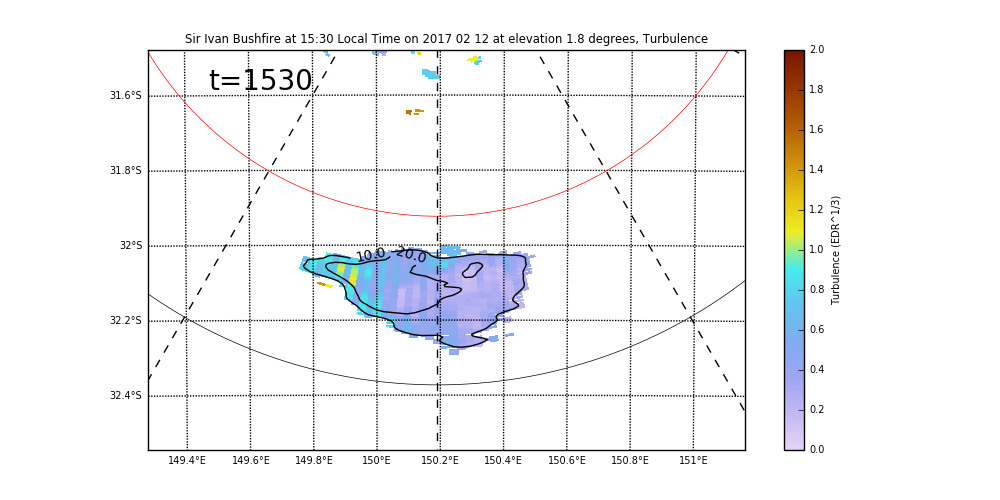 Sir Ivan Bushfire at 15:30 Local Time on 2017 02 12 at elevation 1.8 degrees, Turbulence
t=1530
31.6°S
31.8°S
32°S
32.2°S
32.4°S
10.0
20.0
149.4°E 149.6°E 149.8°E 150°E 150.2°E 150.4°E 150.6°E 150.8°E 151°E
2.0
1.8
1.6
1.4
1.2
1.0
0.8
0.6
0.4
0.2
0.0
Turbulence (EDR^1/3)